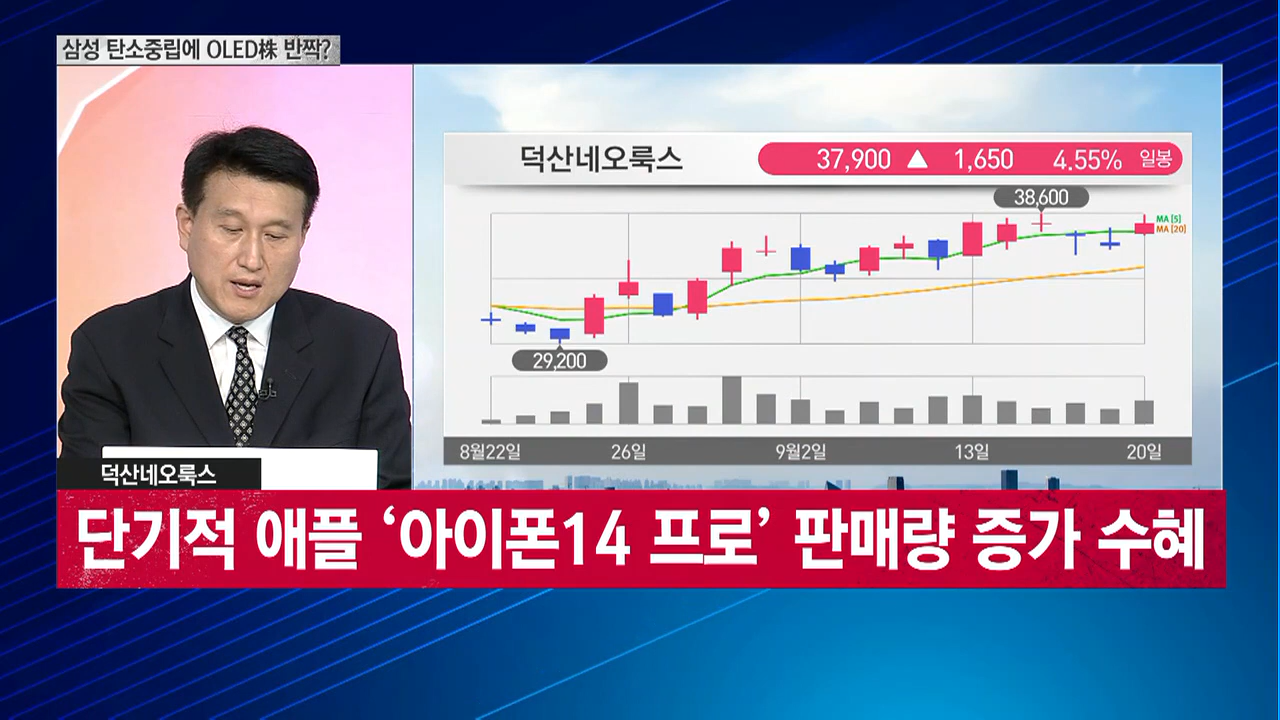 삼성 탄소중립에 OLED株 반짝?
덕산네오룩스 37,900 ▲ 1,650 4.55% 일봉
38,600
MA [5]
MA [20]
29,200
8월22일 26일 9월2일 13일 20일
덕산네오룩스
단기적 애플 ‘아이폰14 프로’ 판매량 증가 수혜